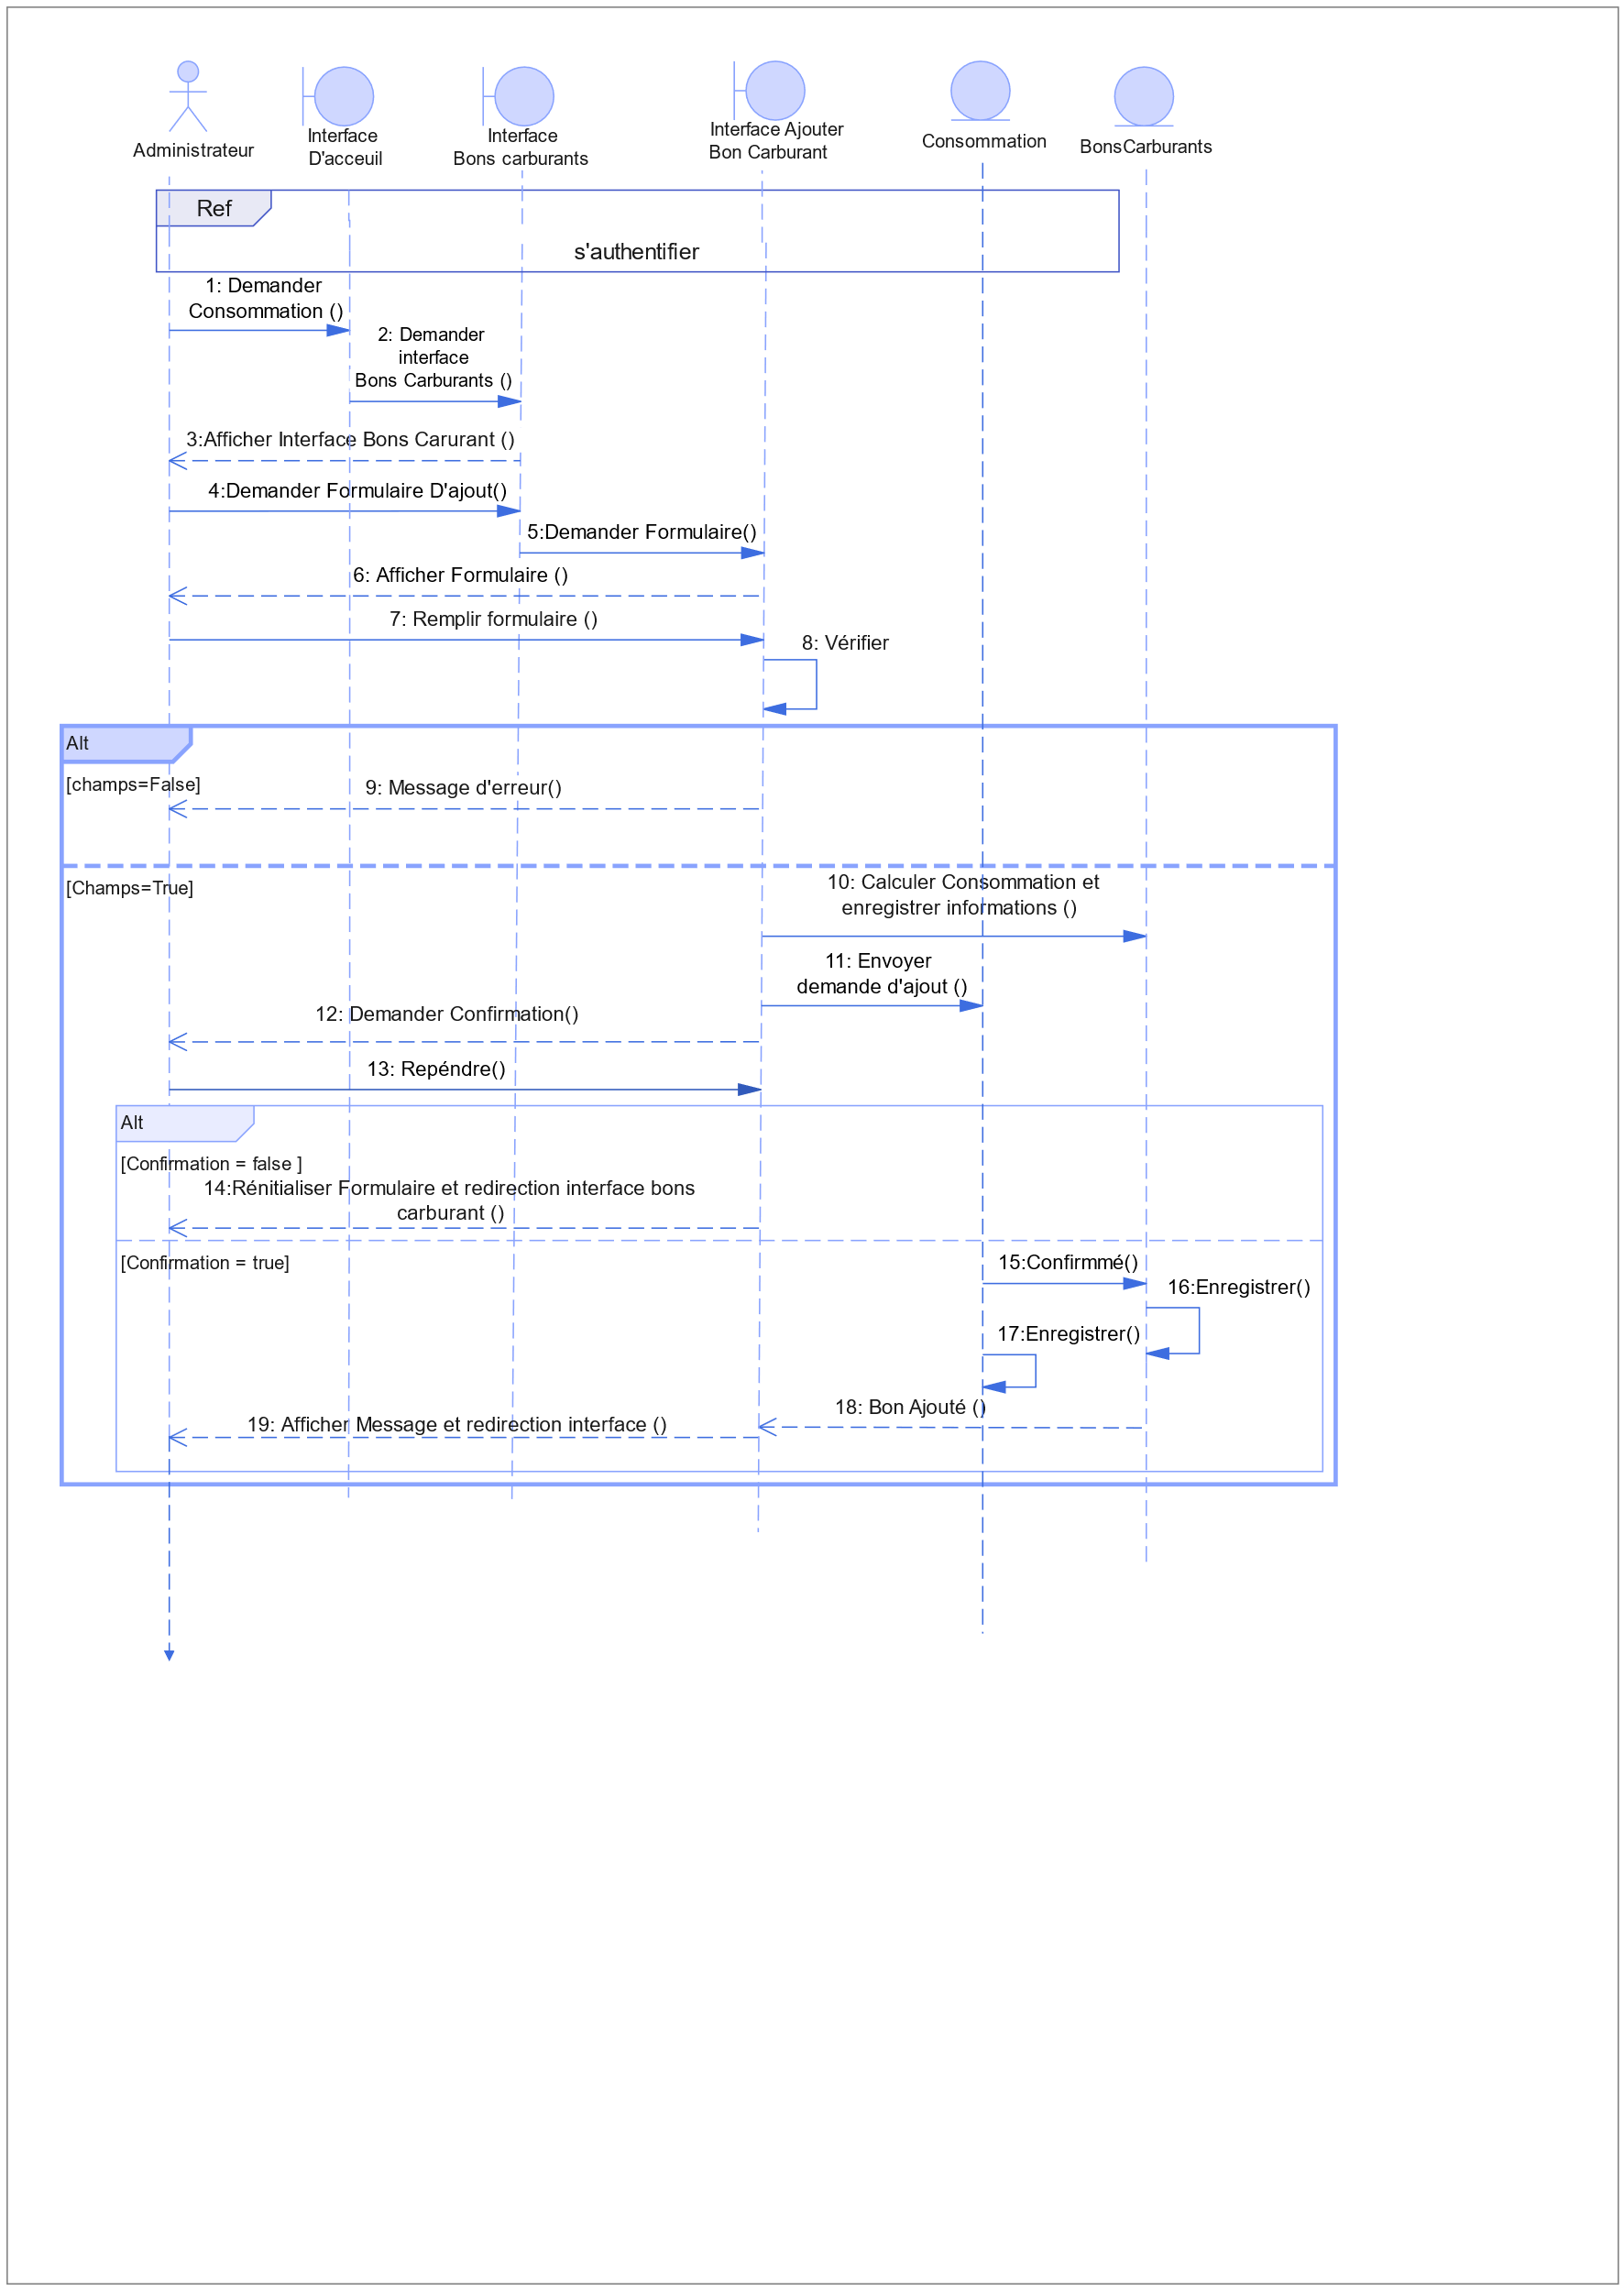 Administrateur
Interface
D'acceuil
Interface
Bons carburants
Interface Ajouter
Bon Carburant
Consommation
BonsCarburants
Ref
s'authentifier
1: Demander
Consommation ()
2: Demander
interface
Bons Carburants ()
3:Afficher Interface Bons Carurant ()
4:Demander Formulaire D'ajout()
5:Demander Formulaire()
6: Afficher Formulaire ()
7: Remplir formulaire ()
8: Vérifier
Alt
[champs=False]
9: Message d'erreur()
[Champs=True]
10: Calculer Consommation et
enregistrer informations ()
11: Envoyer
demande d'ajout ()
12: Demander Confirmation()
13: Repéndre()
Alt
[Confirmation = false ]
14:Rénitialiser Formulaire et redirection interface bons
carburant ()
[Confirmation = true]
15:Confirmmé()
16:Enregistrer()
17:Enregistrer()
18: Bon Ajouté ()
19: Afficher Message et redirection interface ()